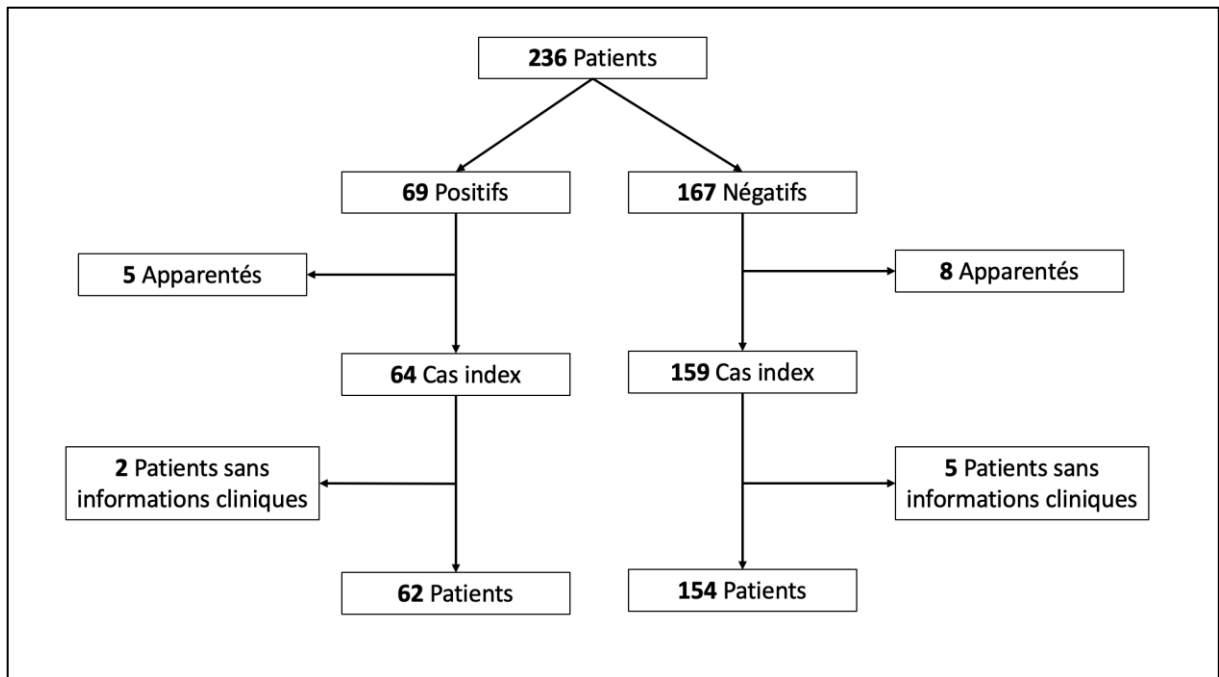 236 Patients
69 Positifs
167 Négatifs
5 Apparentés
8 Apparentés
64 Cas index
159 Cas index
2 Patients sans
informations cliniques
5 Patients sans
informations cliniques
62 Patients
154 Patients